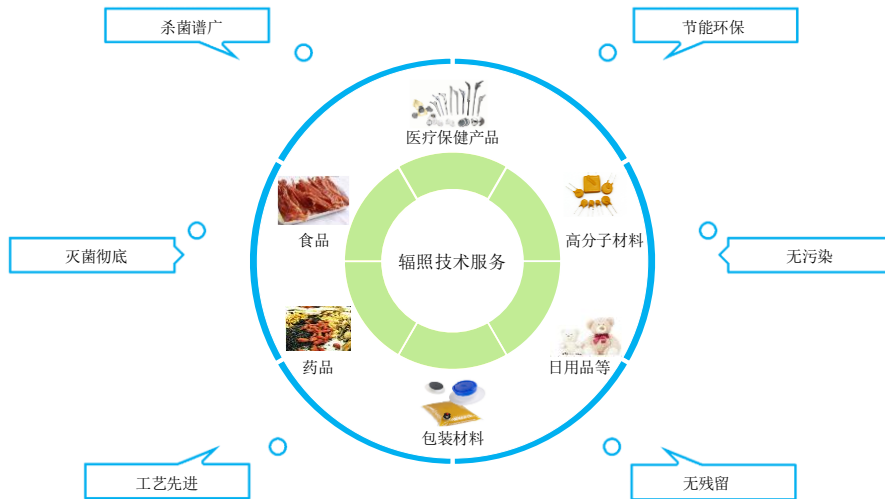 杀菌谱广
节能环保
医疗保健产品
食品
高分子材料
灭菌彻底
辐照技术服务
无污染
药品
日用品等
包装材料
工艺先进
无残留